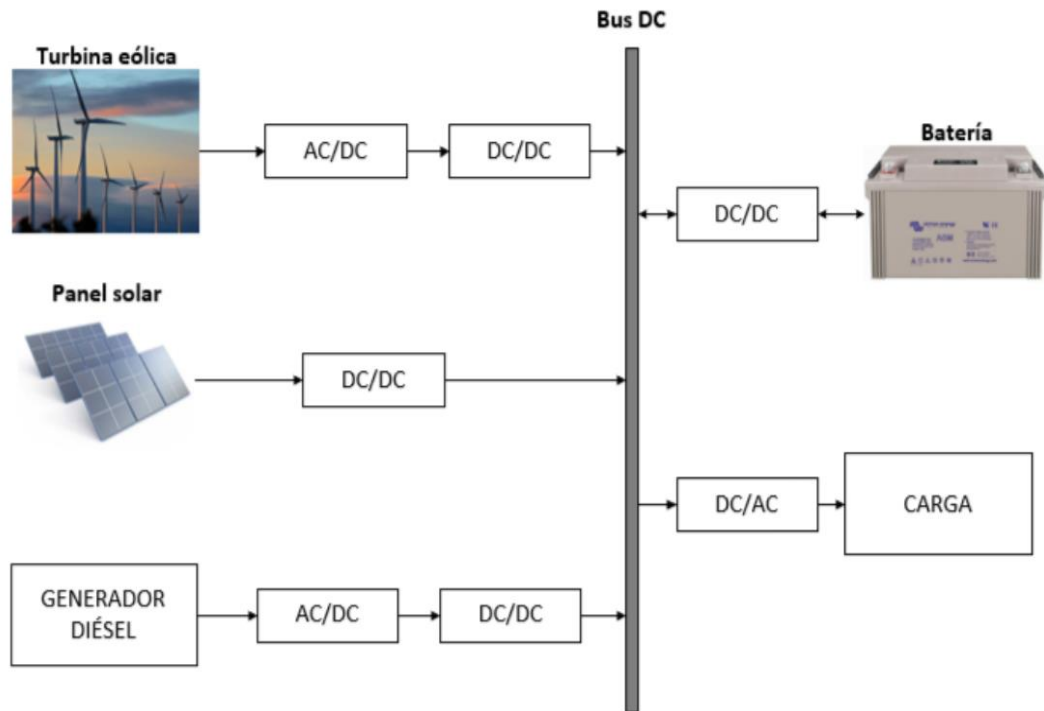 Bus DC
Turbina eólica
AC/DC
DC/DC
Batería
DC/DC
Panel solar
DC/DC
DC/AC
CARGA
GENERADOR
DIÉSEL
AC/DC
DC/DC